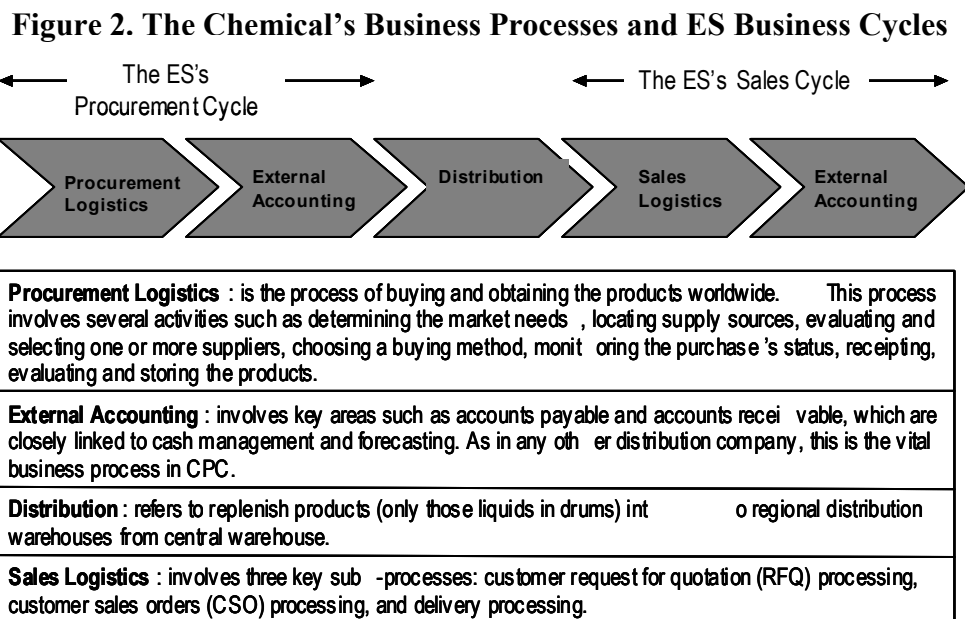 Figure 2. The Chemical's Business Processes and ES Business Cycles
The ES's
Procurement Cycle
The ES's Sales Cycle
Procurement
Logistics
External
Accounting
Distribution
Sales
Logistics
External
Accounting
Procurement Logistics : is the process of buying and obtaining the products worldwide. This process
involves several activities such as determining the market needs , locating supply sources, evaluating and
selecting one or more suppliers, choosing a buying method, monit oring the purchase 's status, receipting,
evaluating and storing the products.
External Accounting : involves key areas such as accounts payable and accounts recei vable, which are
closely linked to cash management and forecasting. As in any oth er distribution company, this is the vital
business process in CPC.
Distribution : refers to replenish products (only those liquids in drums) int o regional distribution
warehouses from central warehouse.
Sales Logistics : involves three key sub -processes: customer request for quotation (RFQ) processing,
customer sales orders (CSO) processing, and delivery processing.